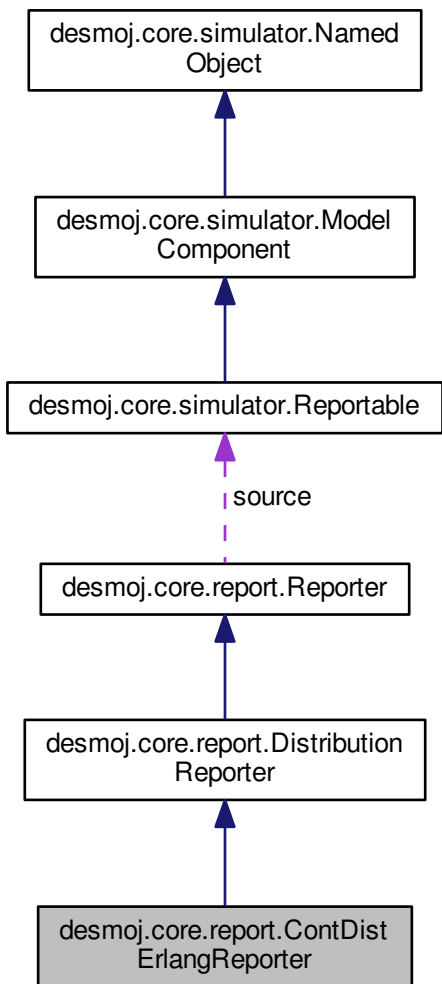 desmoj.core.simulator.Named
Object
desmoj.core.simulator.Model
Component
desmoj.core.simulator.Reportable
source
desmoj.core.report.Reporter
desmoj.core.report.Distribution
Reporter
desmoj.core.report.ContDist
ErlangReporter